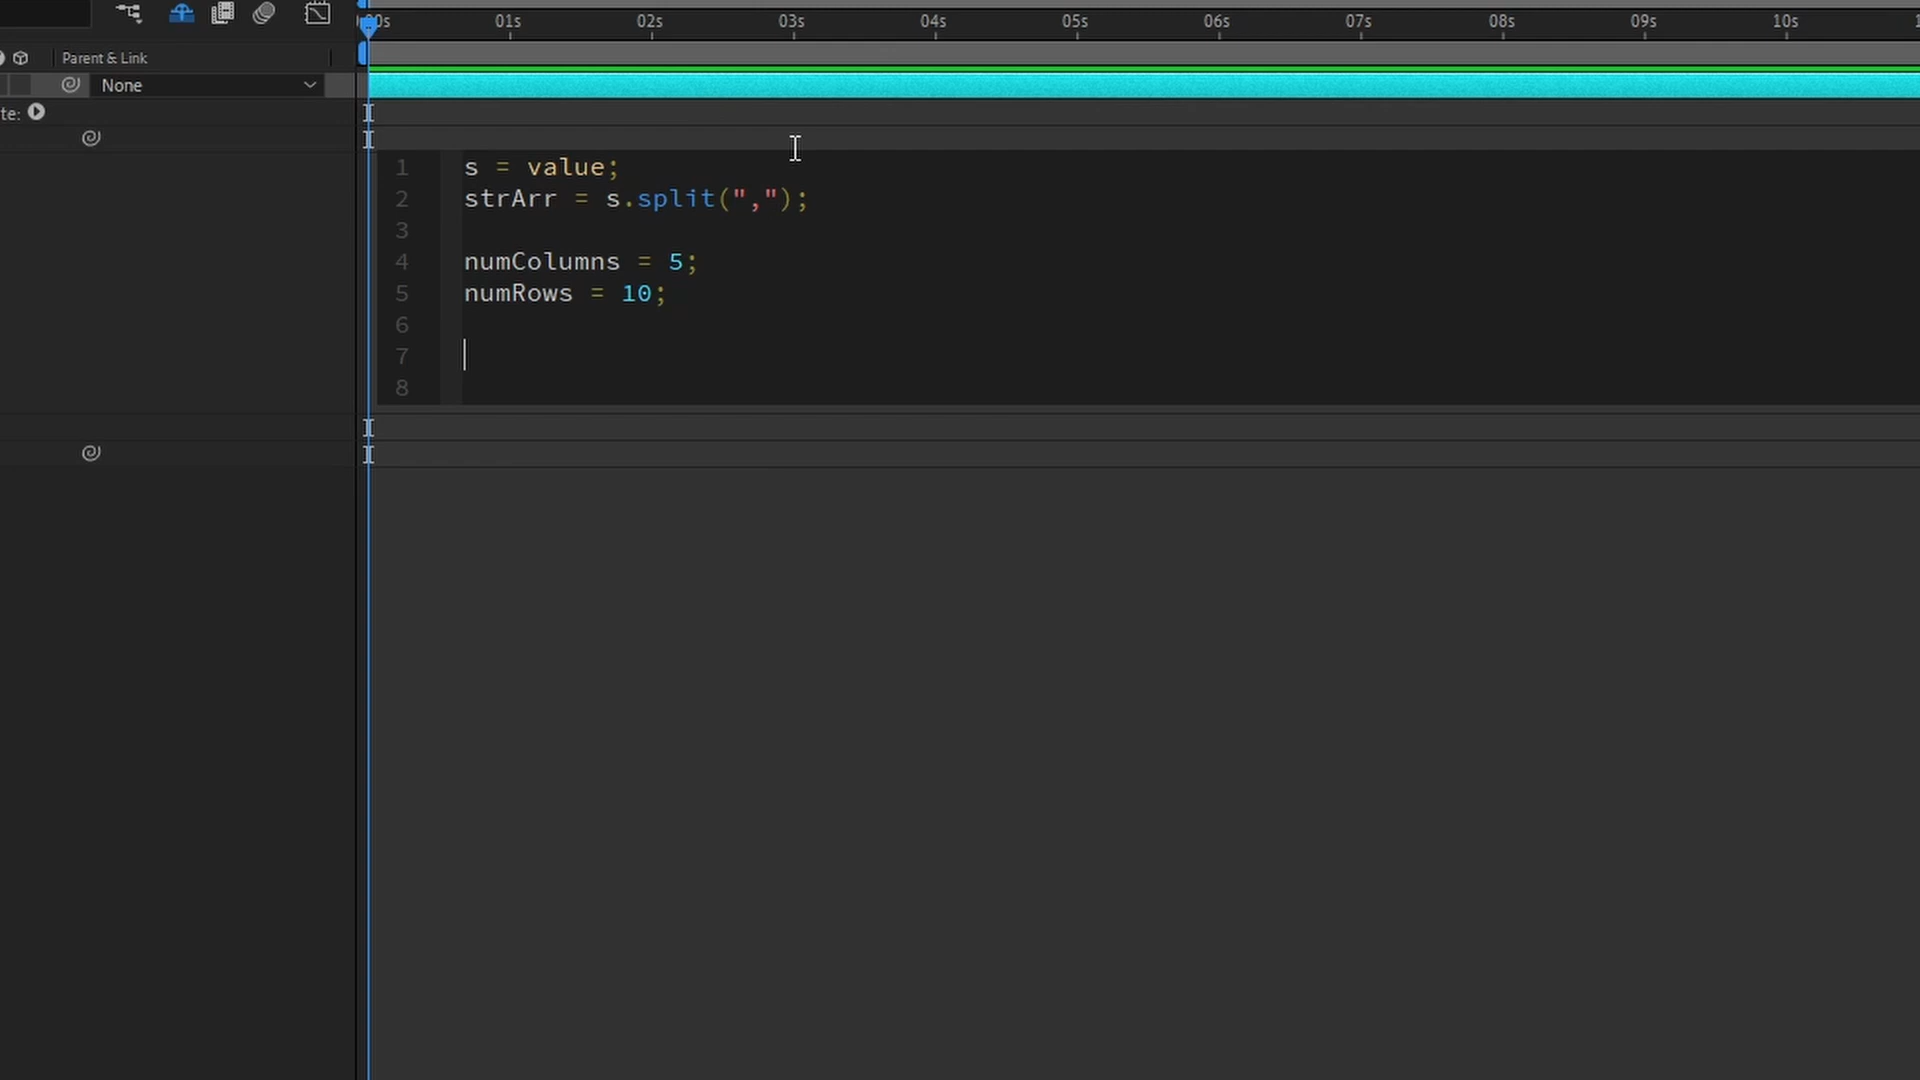 00s 01s 02s 03s 04s 05s 06s 07s 08s 09s 10s
Parent & Link
None
te:
1 s = value;
2 strArr = s.split(",");
3
4 numColumns = 5;
5 numRows = 10;
6
7
8